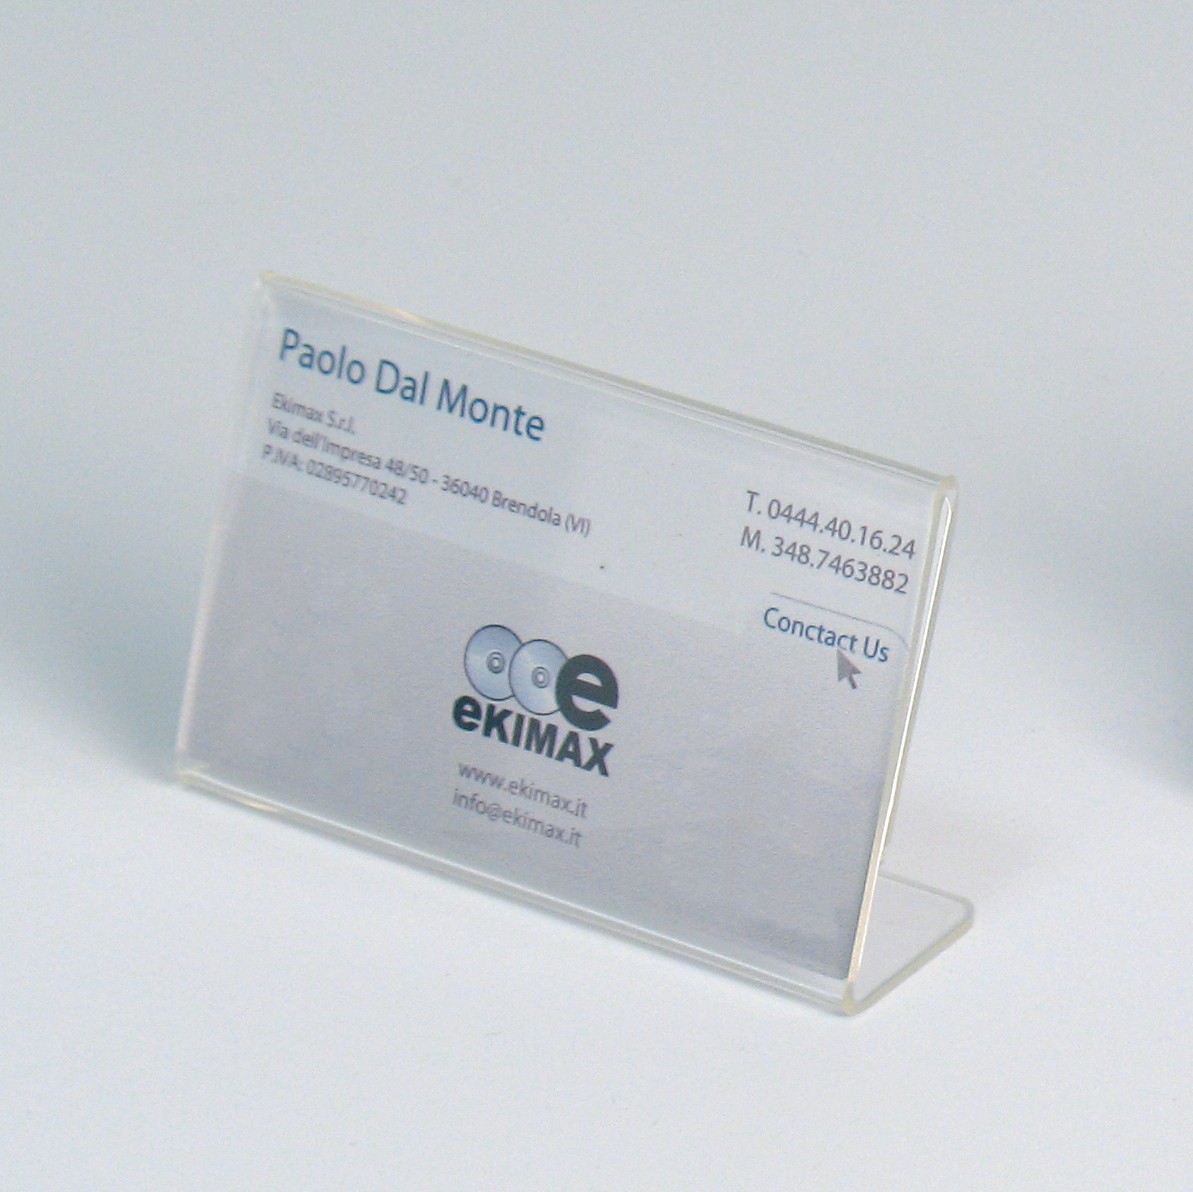 Paolo Dal Monte
Ekimax S.r.l.
Via dell'Impresa 48/50 - 36040 Brendola (VI)
P.IVA: 02895770242
T. 0444.40.16.24
M. 348.7463882
Conctact Us
e
eKIMAX
www.ekimax.it
info@ekimax.it